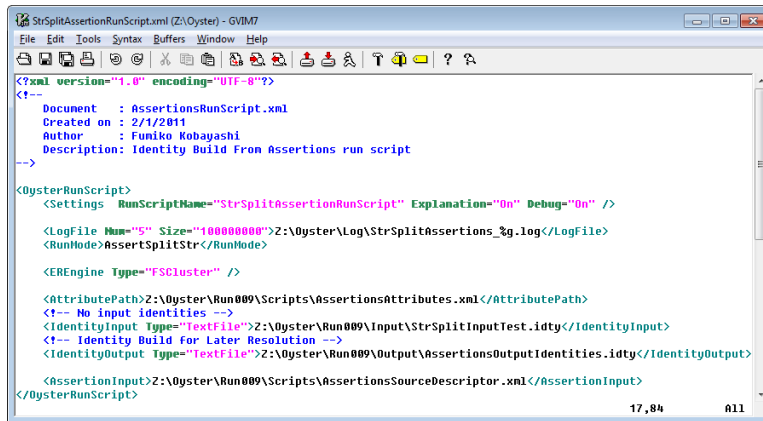 StrSplitAssertionRunScript.xml (Z:\Oyster) - GVIM7
File Edit Tools Syntax Buffers Window Help
<?xml version="1.0" encoding="UTF-8"?>
<!--
    Document   : AssertionsRunScript.xml
    Created on : 2/1/2011
    Author     : Fumiko Kobayashi
    Description: Identity Build From Assertions run script
-->
<OysterRunScript>
    <Settings  RunScriptName="StrSplitAssertionRunScript" Explanation="On" Debug="On" />
    <LogFile Num="5" Size="100000000">Z:\Oyster\Log\StrSplitAssertions_%g.log</LogFile>
    <RunMode>AssertSplitStr</RunMode>
    <EREngine Type="FSCluster" />
    <AttributePath>Z:\Oyster\Run009\Scripts\AssertionsAttributes.xml</AttributePath>
    <!-- No input identities -->
    <IdentityInput Type="TextFile">Z:\Oyster\Run009\Input\StrSplitInputTest.idty</IdentityInput>
    <!-- Identity Build For Later Resolution -->
    <IdentityOutput Type="TextFile">Z:\Oyster\Run009\Output\AssertionsOutputIdentities.idty</IdentityOutput>
    <AssertionInput>Z:\Oyster\Run009\Scripts\AssertionsSourceDescriptor.xml</AssertionInput>
</OysterRunScript>
17,84 All